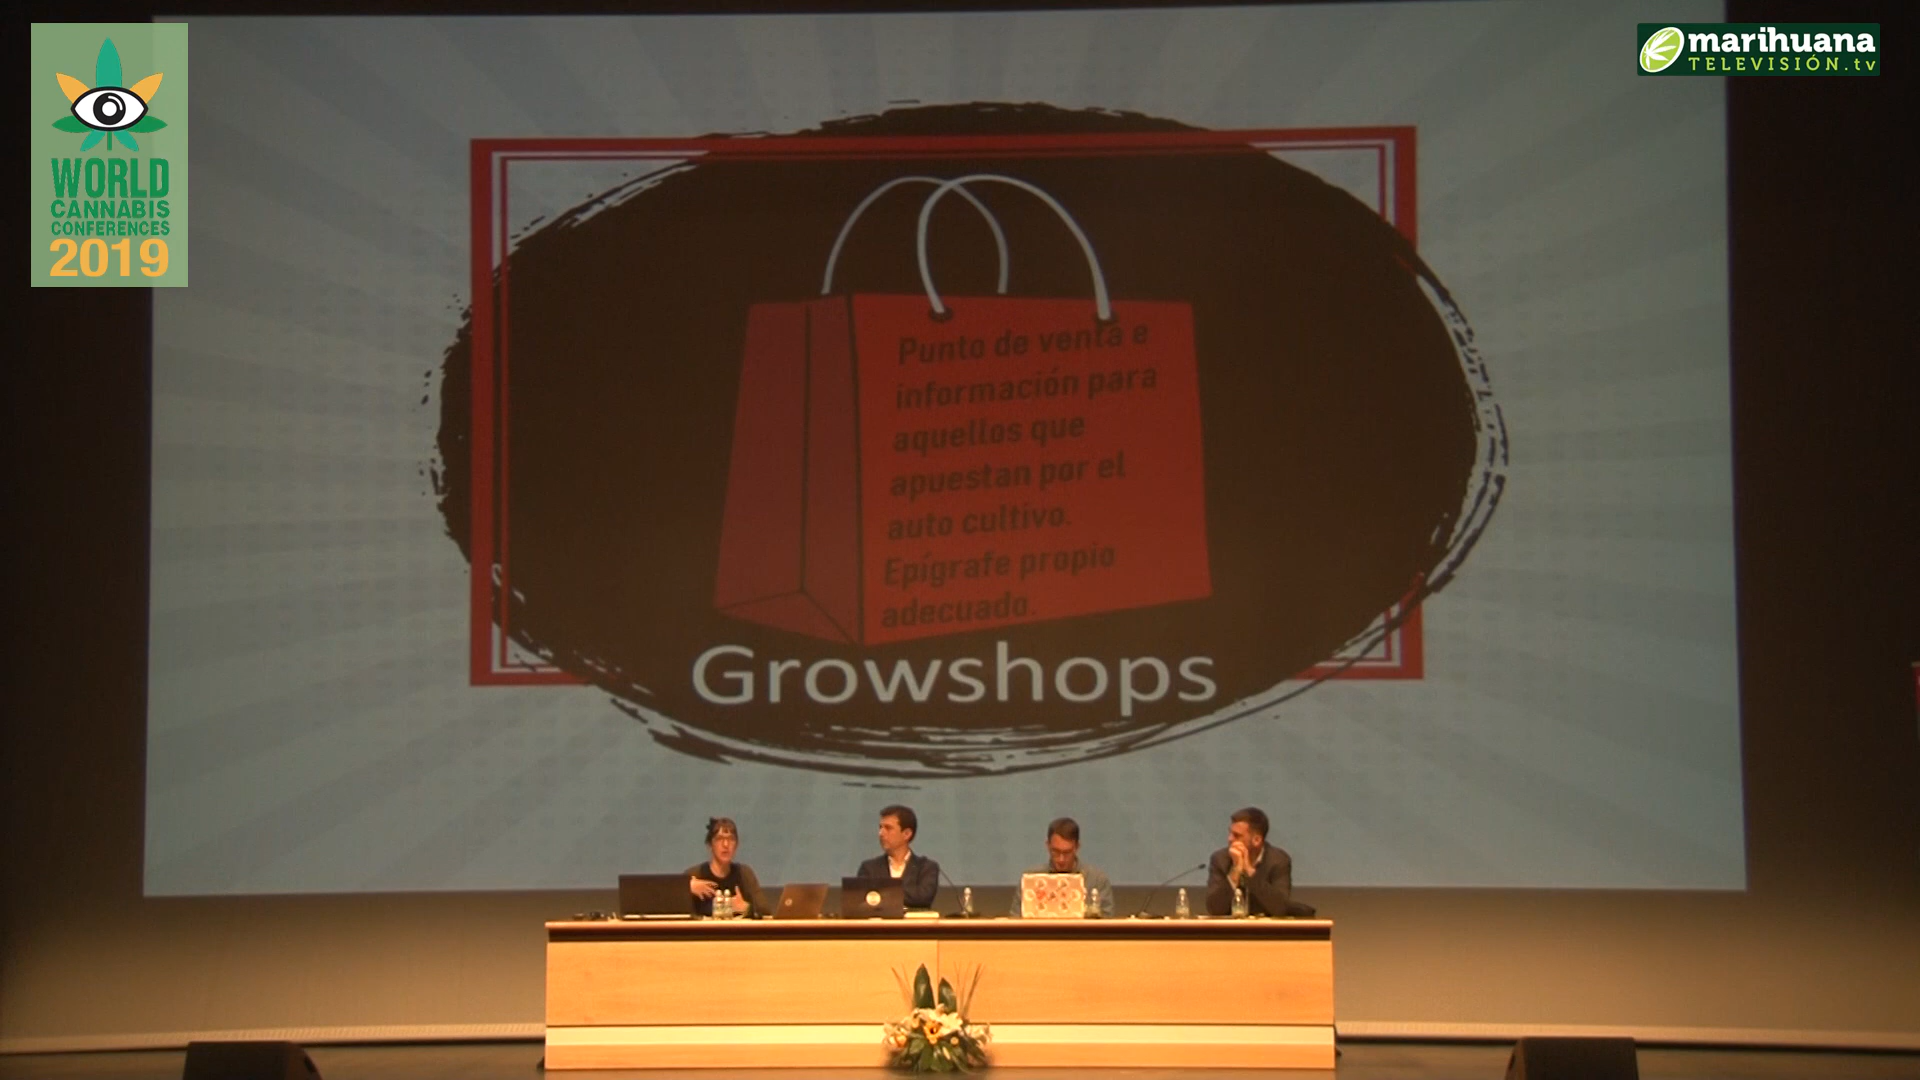 WORLD
CANNABIS
CONFERENCES
2019
marihuana
TELEVISIÓN.tv
Punto de venta e
información para
aquellos que
apuestan por el
auto cultivo.
Epígrafe propio
adecuado.
Growshops